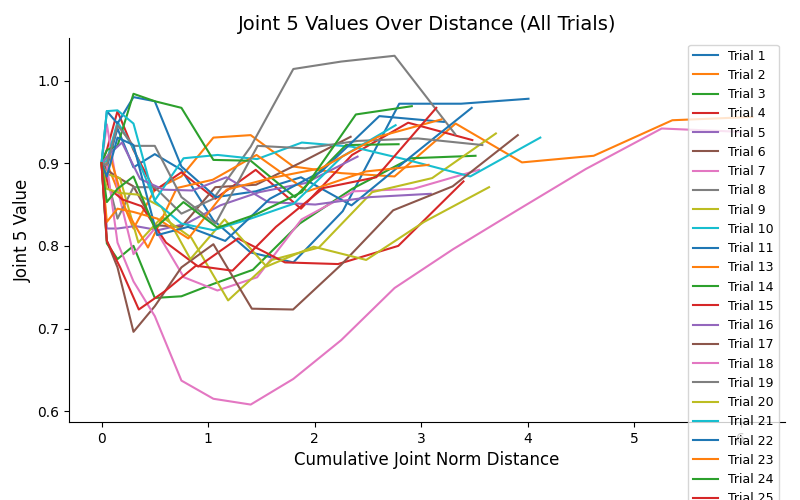 Joint 5 Values Over Distance (All Trials)
Joint 5 Value
1.0
0.9
0.8
0.7
0.6
0
1
2
3
4
5
Cumulative Joint Norm Distance
Trial 1
Trial 2
Trial 3
Trial 4
Trial 5
Trial 6
Trial 7
Trial 8
Trial 9
Trial 10
Trial 11
Trial 13
Trial 14
Trial 15
Trial 16
Trial 17
Trial 18
Trial 19
Trial 20
Trial 21
Trial 22
Trial 23
Trial 24
Trial 25